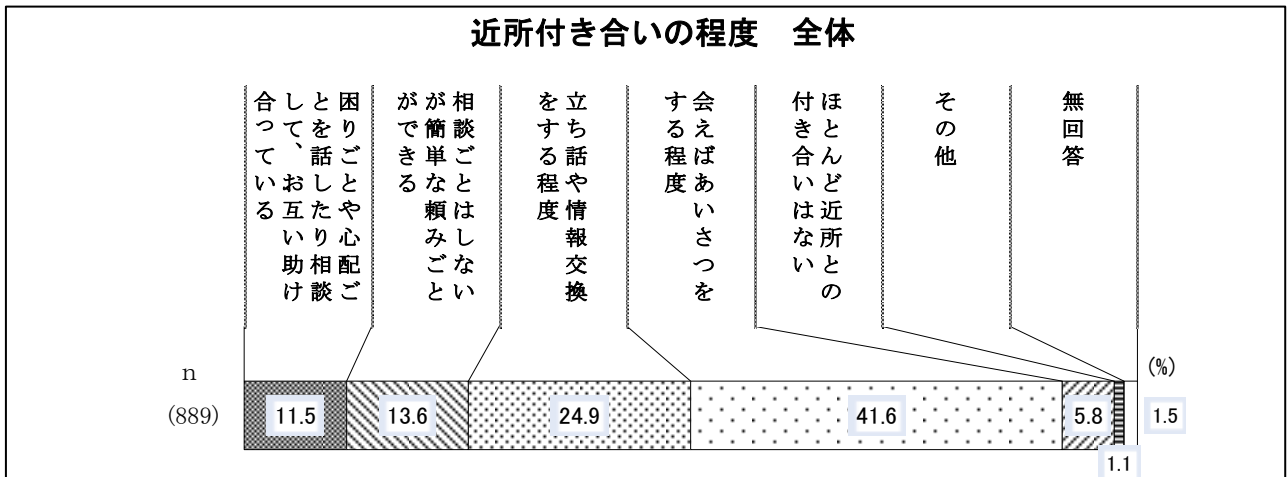 近所付き合いの程度　全体
困りごとや心配ご
とを話したり相談
して、お互い助け
合っている
相談ごとはしない
が簡単な頼みごと
ができる
立ち話や情報交換
をする程度
会えばあいさつを
する程度
ほとんど近所との
付き合いはない
その他
無回答
(%)
n
(889)
11.5
13.6
24.9
41.6
5.8
1.1
1.5